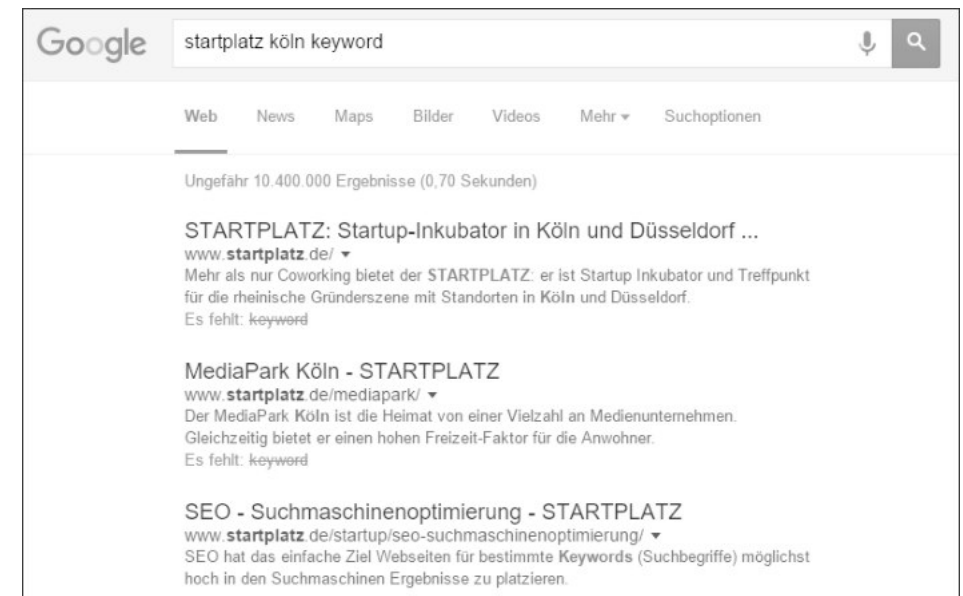 Google startplatz köln keyword
Web News Maps Bilder Videos Mehr Suchoptionen
Ungefähr 10.400.000 Ergebnisse (0,70 Sekunden)
STARTPLATZ: Startup-Inkubator in Köln und Düsseldorf ...
www.startplatz.de/
Mehr als nur Coworking bietet der STARTPLATZ: er ist Startup Inkubator und Treffpunkt
für die rheinische Gründerszene mit Standorten in Köln und Düsseldorf.
Es fehlt: keyword
MediaPark Köln - STARTPLATZ
www.startplatz.de/mediapark/
Der MediaPark Köln ist die Heimat von einer Vielzahl an Medienunternehmen.
Gleichzeitig bietet er einen hohen Freizeit-Faktor für die Anwohner.
Es fehlt: keyword
SEO - Suchmaschinenoptimierung - STARTPLATZ
www.startplatz.de/startup/seo-suchmaschinenoptimierung/
SEO hat das einfache Ziel Webseiten für bestimmte Keywords (Suchbegriffe) möglichst
hoch in den Suchmaschinen Ergebnisse zu platzieren.